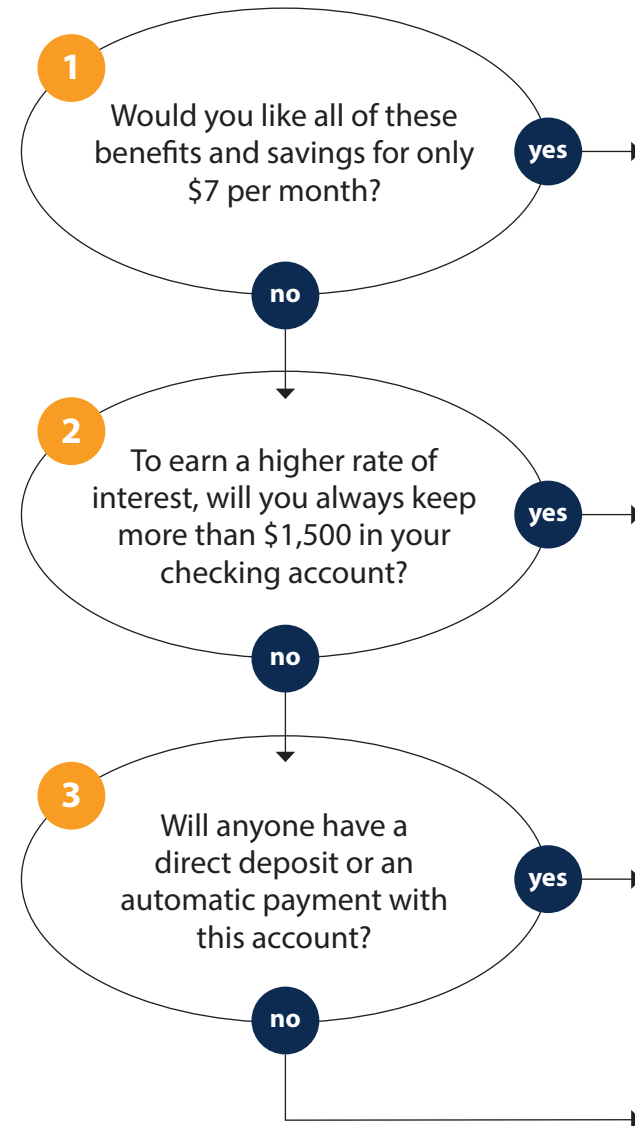 1
Would you like all of these
benefits and savings for only
$7 per month?
yes
no
2
To earn a higher rate of
interest, will you always keep
more than $1,500 in your
checking account?
yes
no
3
Will anyone have a
direct deposit or an
automatic payment with
this account?
yes
no